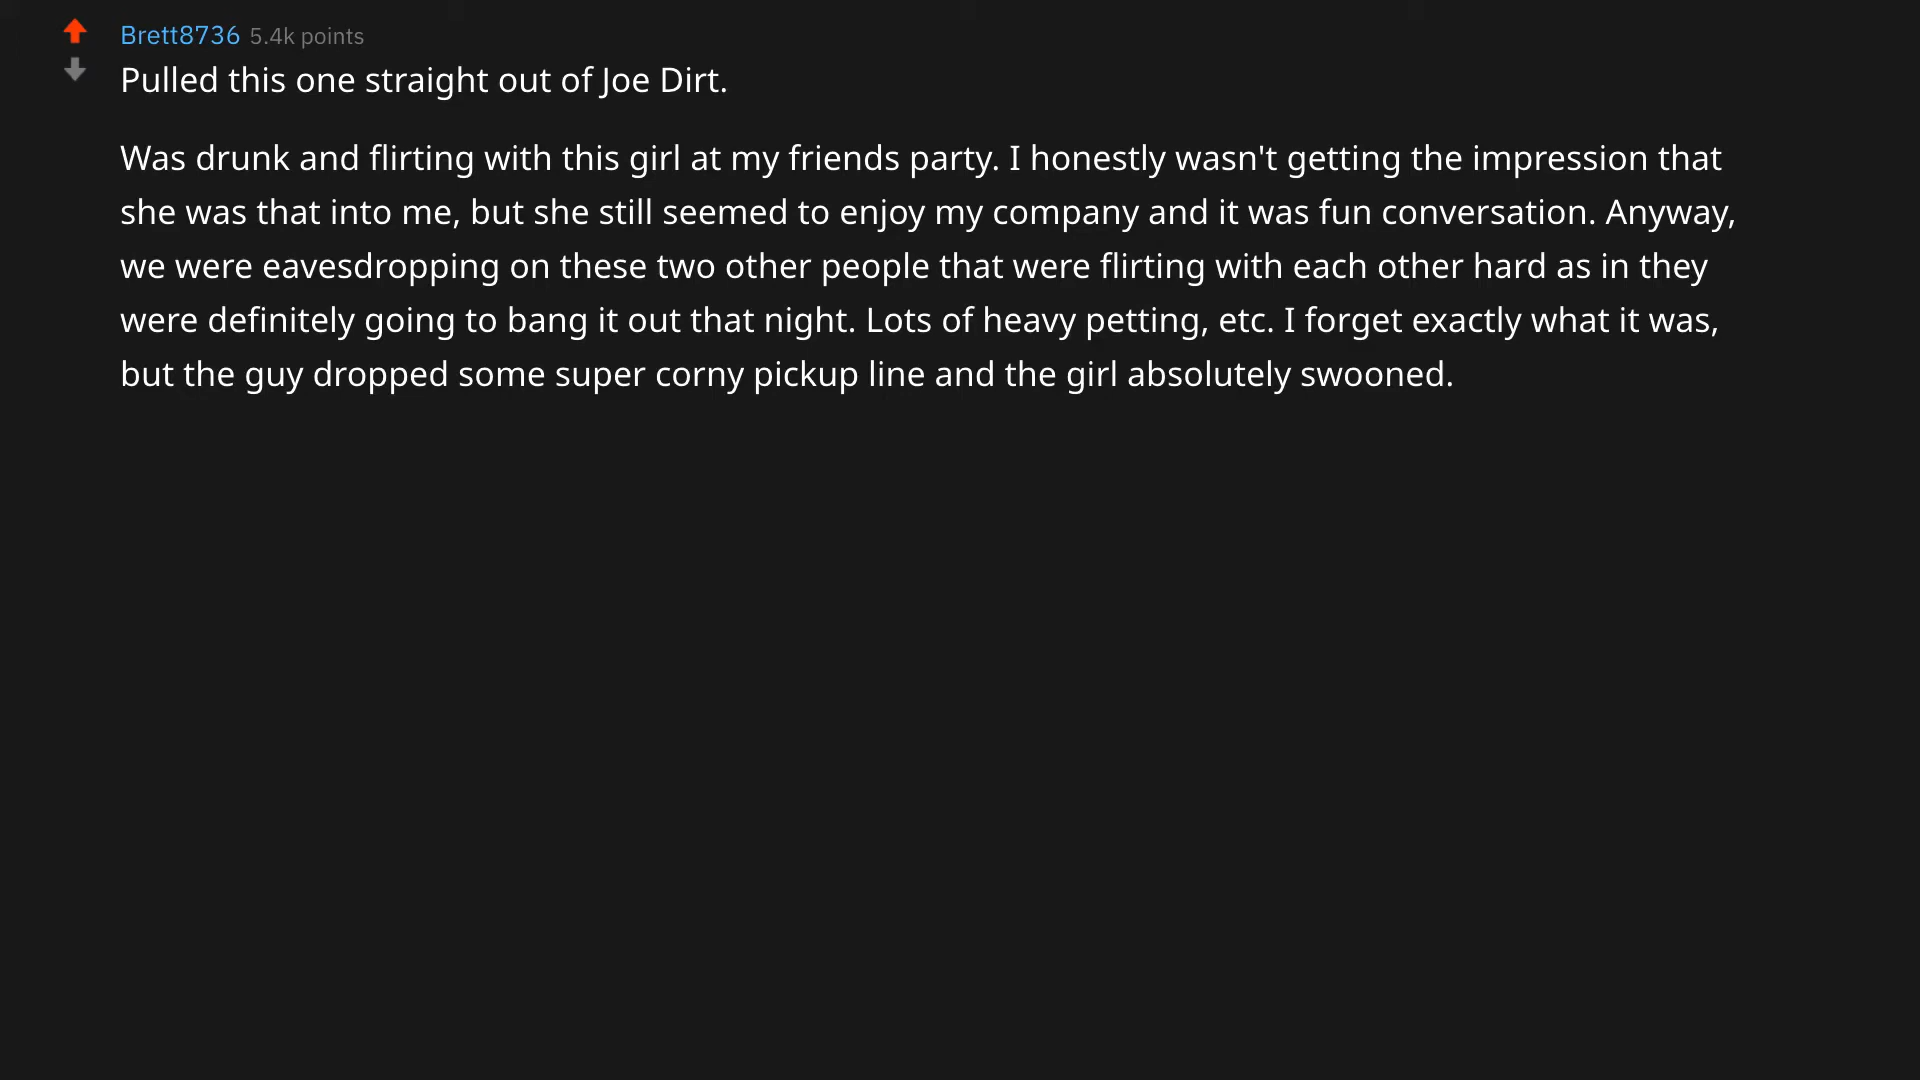 Brett8736 5.4k points
Pulled this one straight out of Joe Dirt.
Was drunk and flirting with this girl at my friends party. I honestly wasn't getting the impression that
she was that into me, but she still seemed to enjoy my company and it was fun conversation. Anyway,
we were eavesdropping on these two other people that were flirting with each other hard as in they
were definitely going to bang it out that night. Lots of heavy petting, etc. I forget exactly what it was,
but the guy dropped some super corny pickup line and the girl absolutely swooned.